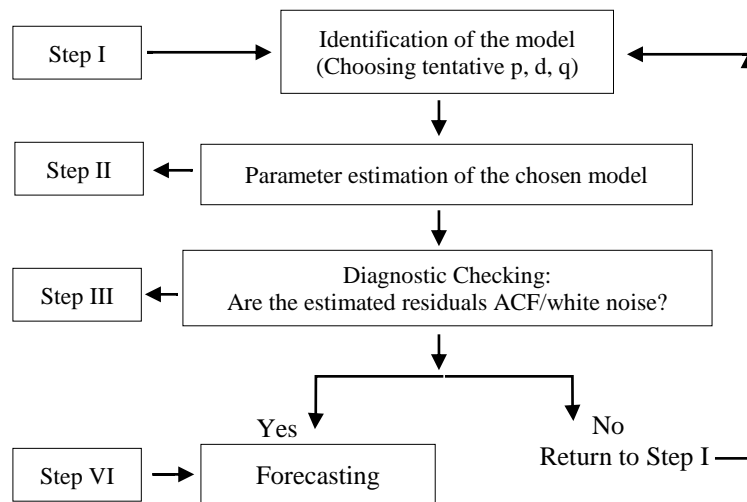 Step I
Identification of the model
(Choosing tentative p, d, q)
Step II
Parameter estimation of the chosen model
Step III
Diagnostic Checking:
Are the estimated residuals ACF/white noise?
Yes
No
Return to Step I
Step VI
Forecasting